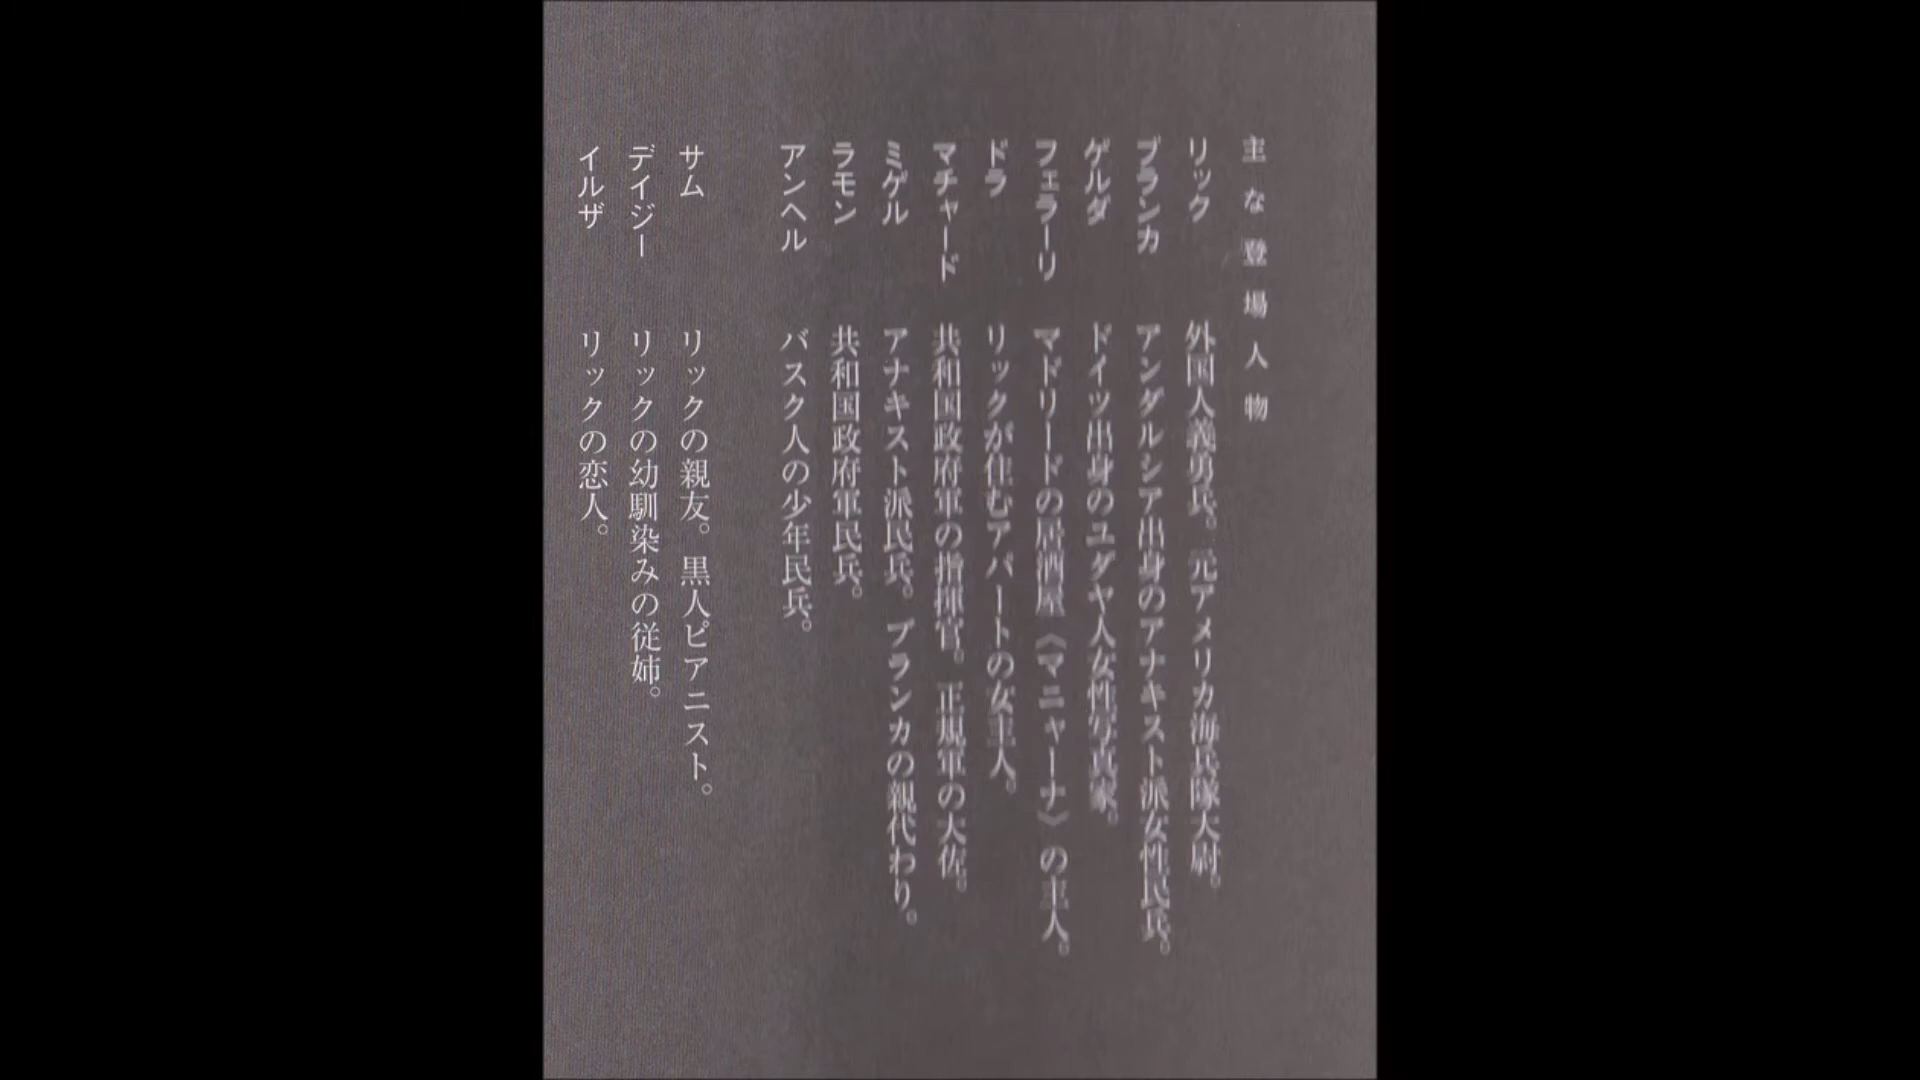 主な登場人物
リック　外国人義勇兵。元アメリカ海兵隊大尉。
ブランカ　アンダルシア出身のアナキスト派女性民兵。
ゲルダ　ドイツ出身のユダヤ人女性写真家。
フェラーリ　マドリードの居酒屋《マニャーナ》の主人。
ドラ　リックが住むアパートの女主人。
マチャード　共和国政府軍の指揮官。正規軍の大佐。
ミゲル　アナキスト派民兵。ブランカの親代わり。
ラモン　共和国政府軍民兵。
アンヘル　バスク人の少年民兵。
サム　リックの親友。黒人ピアニスト。
デイジー　リックの幼馴染みの従姉。
イルザ　リックの恋人。